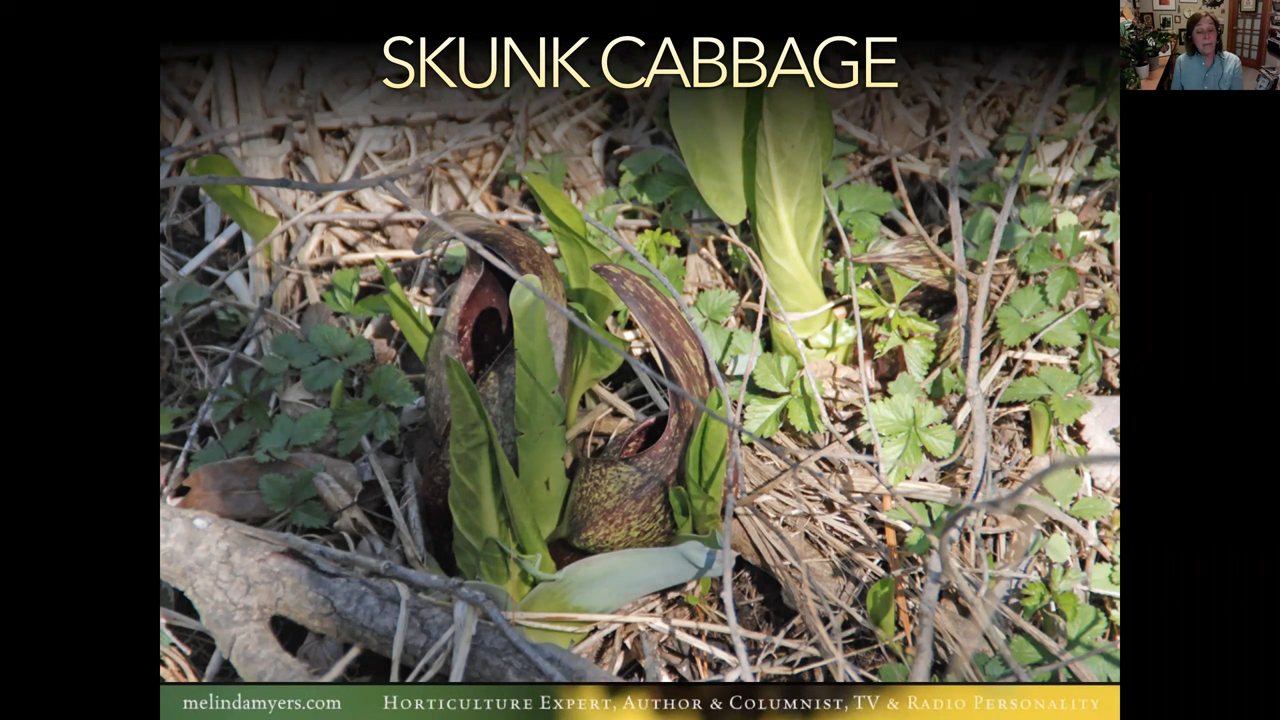 SKUNK CABBAGE
melindamyers.com HORTICULTURE EXPERT, AUTHOR & COLUMNIST, TV & RADIO PERSONALITY